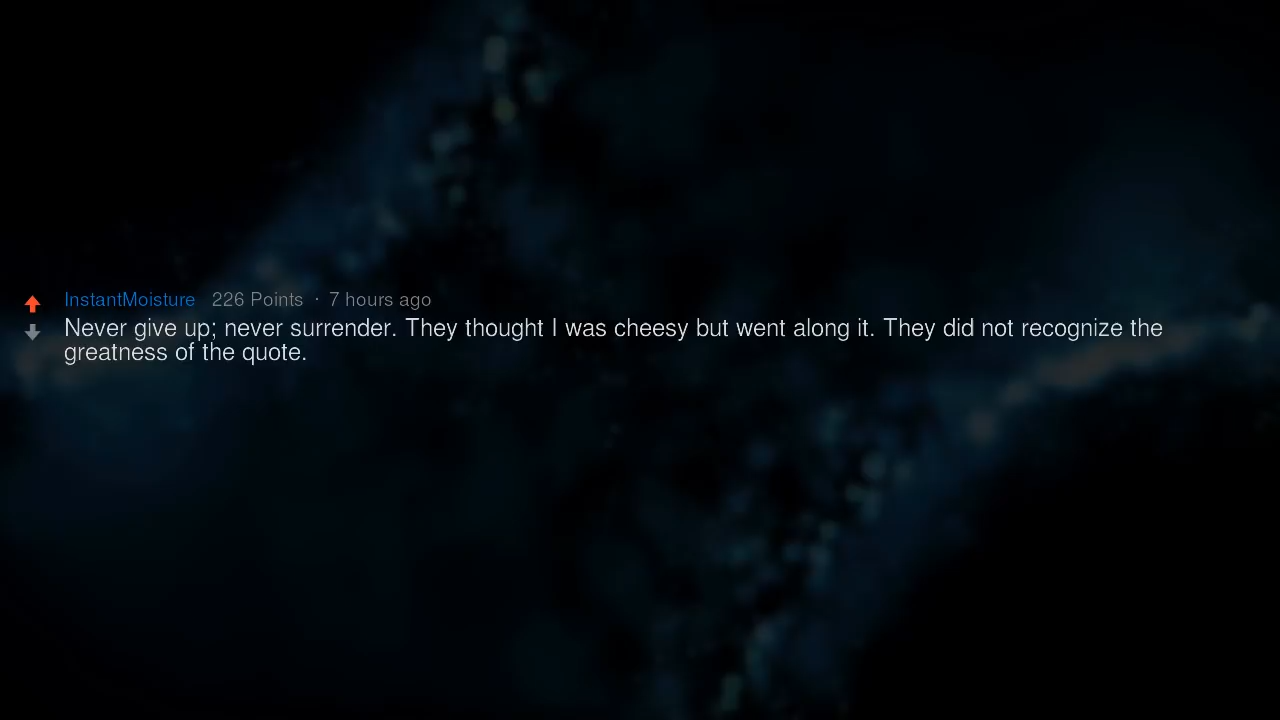 InstantMoisture 226 Points · 7 hours ago
Never give up; never surrender. They thought I was cheesy but went along it. They did not recognize the
greatness of the quote.